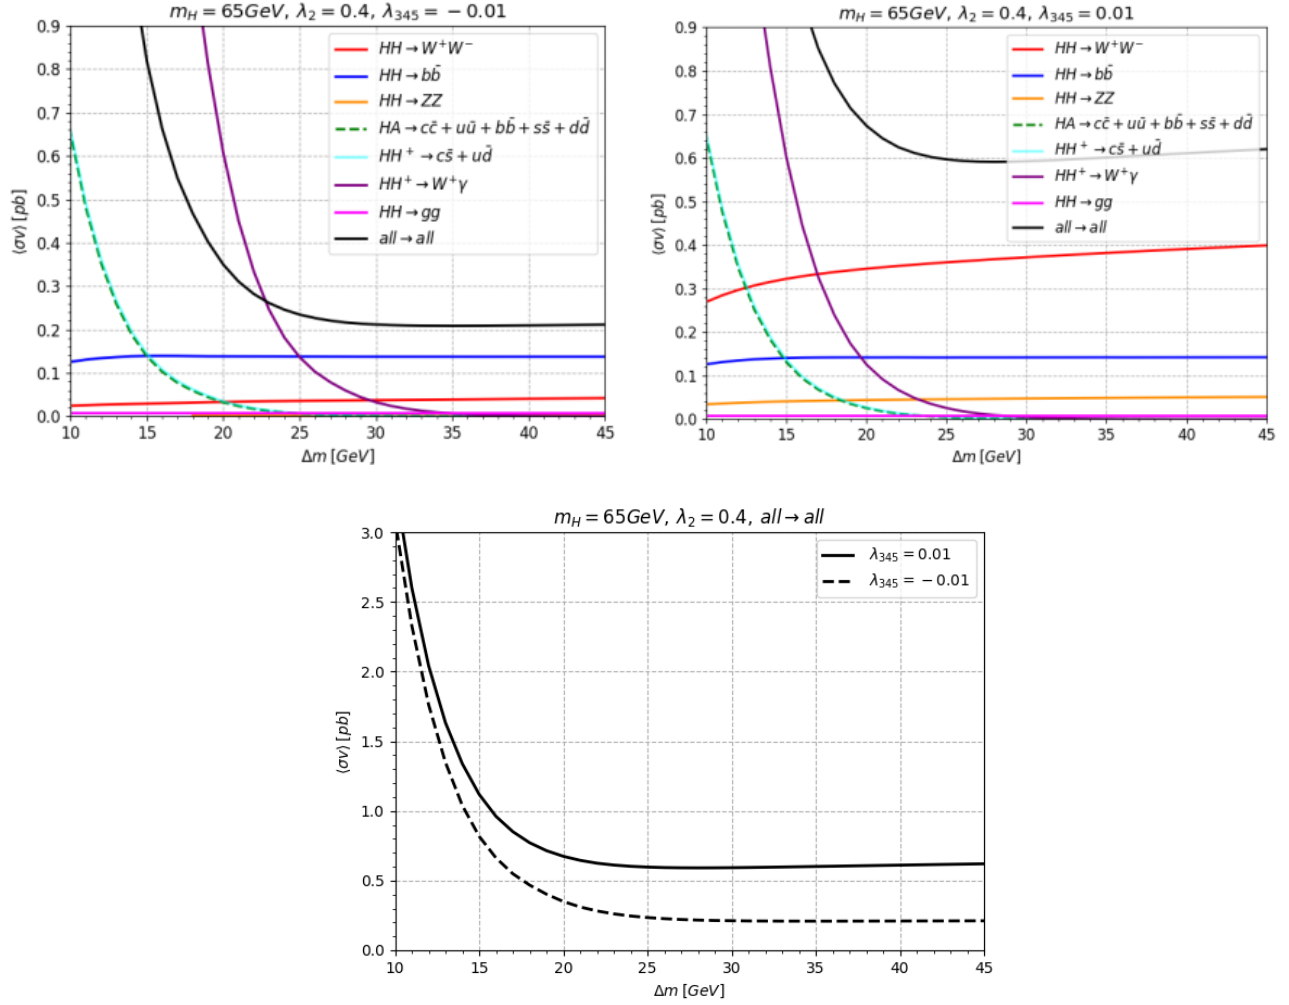 m_H = 65GeV, λ_2 = 0.4, λ_345 = − 0.01
0.9
0.8
0.7
0.6
0.5
0.4
0.3
0.2
0.1
0.0
⟨σv⟩ [pb]
HH → W⁺W⁻
HH → bb̄
HH → ZZ
HA → cc̄ + uū + bb̄ + ss̄ + dd̄
HH⁺ → cs̄ + ud̄
HH⁺ → W⁺γ
HH → gg
all → all
10 15 20 25 30 35 40 45
Δm [GeV]
m_H = 65GeV, λ_2 = 0.4, λ_345 = 0.01
0.9
0.8
0.7
0.6
0.5
0.4
0.3
0.2
0.1
0.0
⟨σv⟩ [pb]
HH → W⁺W⁻
HH → bb̄
HH → ZZ
HA → cc̄ + uū + bb̄ + ss̄ + dd̄
HH⁺ → cs̄ + ud̄
HH⁺ → W⁺γ
HH → gg
all → all
10 15 20 25 30 35 40 45
Δm [GeV]
m_H = 65GeV, λ_2 = 0.4, all → all
3.0
2.5
2.0
1.5
1.0
0.5
0.0
⟨σv⟩ [pb]
λ_345 = 0.01
λ_345 = − 0.01
10 15 20 25 30 35 40 45
Δm [GeV]